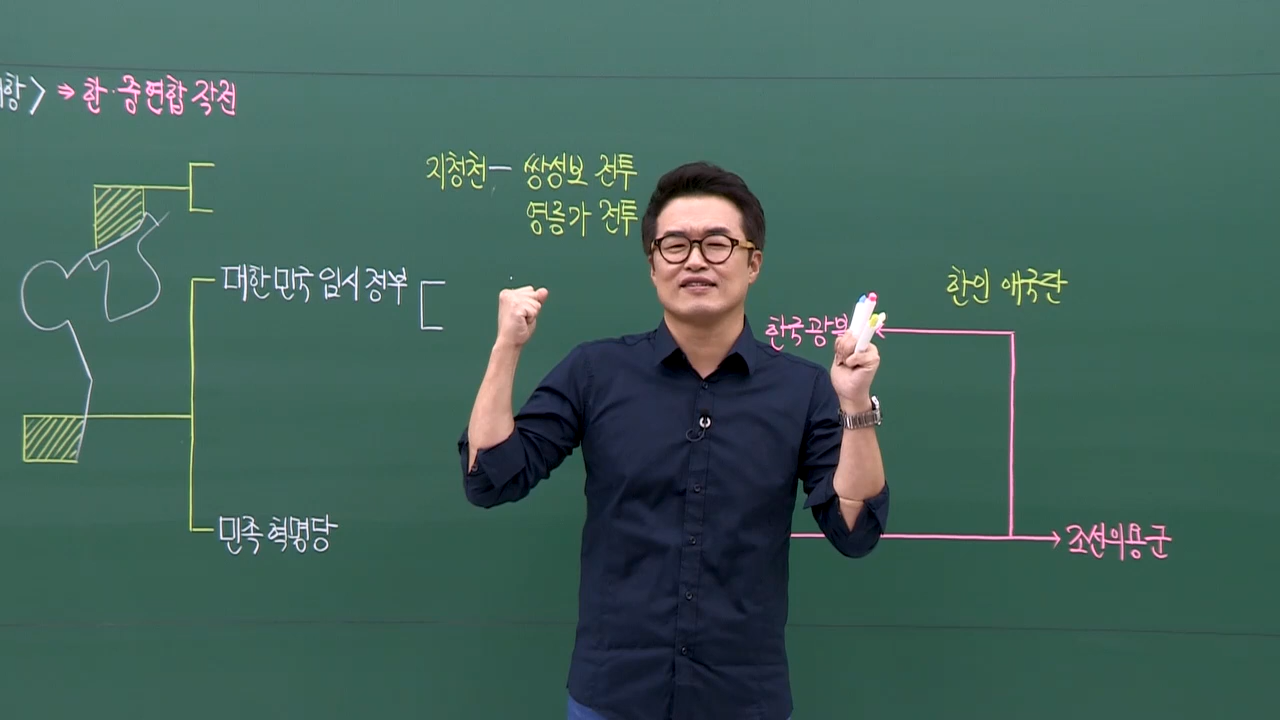 항> → 한·중연합 작전
지청천 — 쌍성보 전투
영릉가 전투
대한민국 임시정부
한인 애국단
한국광복
민족혁명당
조선의용군